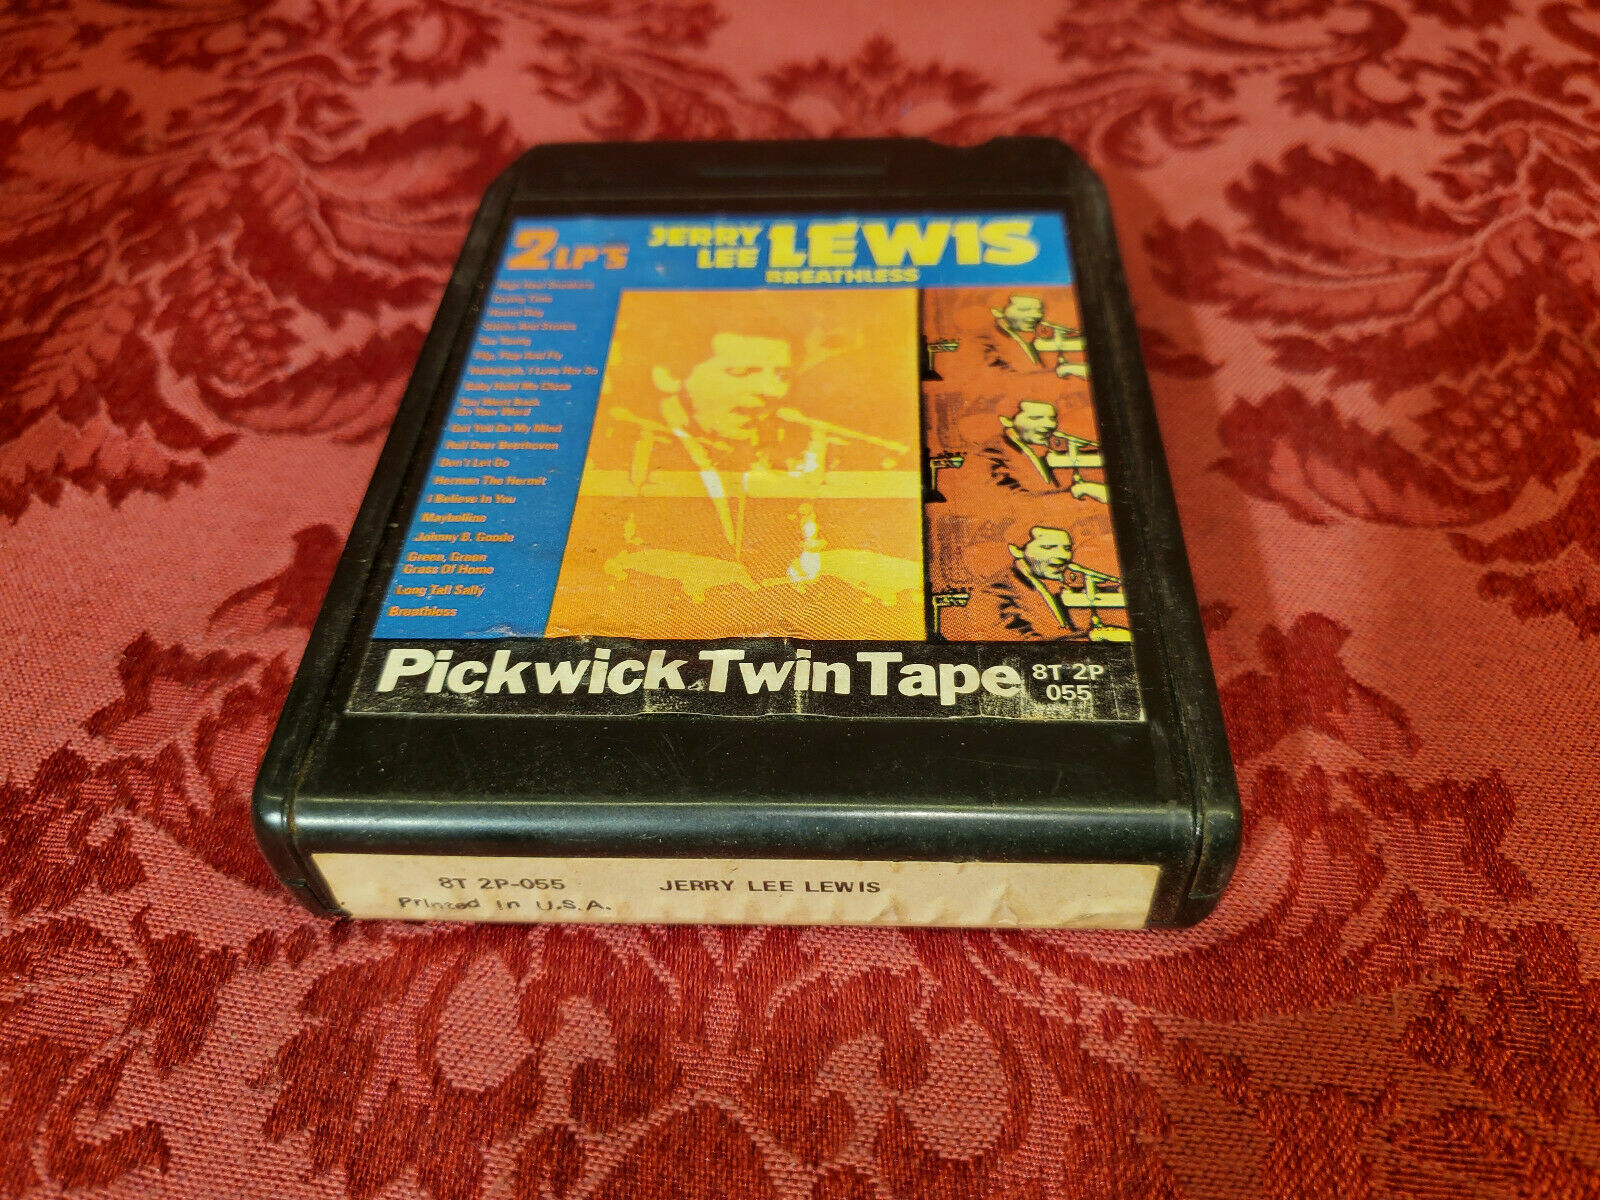 2 LP'S
JERRY LEE LEWIS
BREATHLESS
High Heel Sneakers
Crying Time
Hound Dog
Sticks And Stones
Too Young
Flip, Flop And Fly
Hallelujah, I Love Her So
Baby Hold Me Close
You Went Back
On Your Word
Got You On My Mind
Roll Over Beethoven
Don't Let Go
Herman The Hermit
I Believe In You
Maybelline
Johnny B. Goode
Green, Green
Grass Of Home
Long Tall Sally
Breathless
Pickwick Twin Tape
8T 2P
055
8T 2P-055 JERRY LEE LEWIS
Printed In U.S.A.